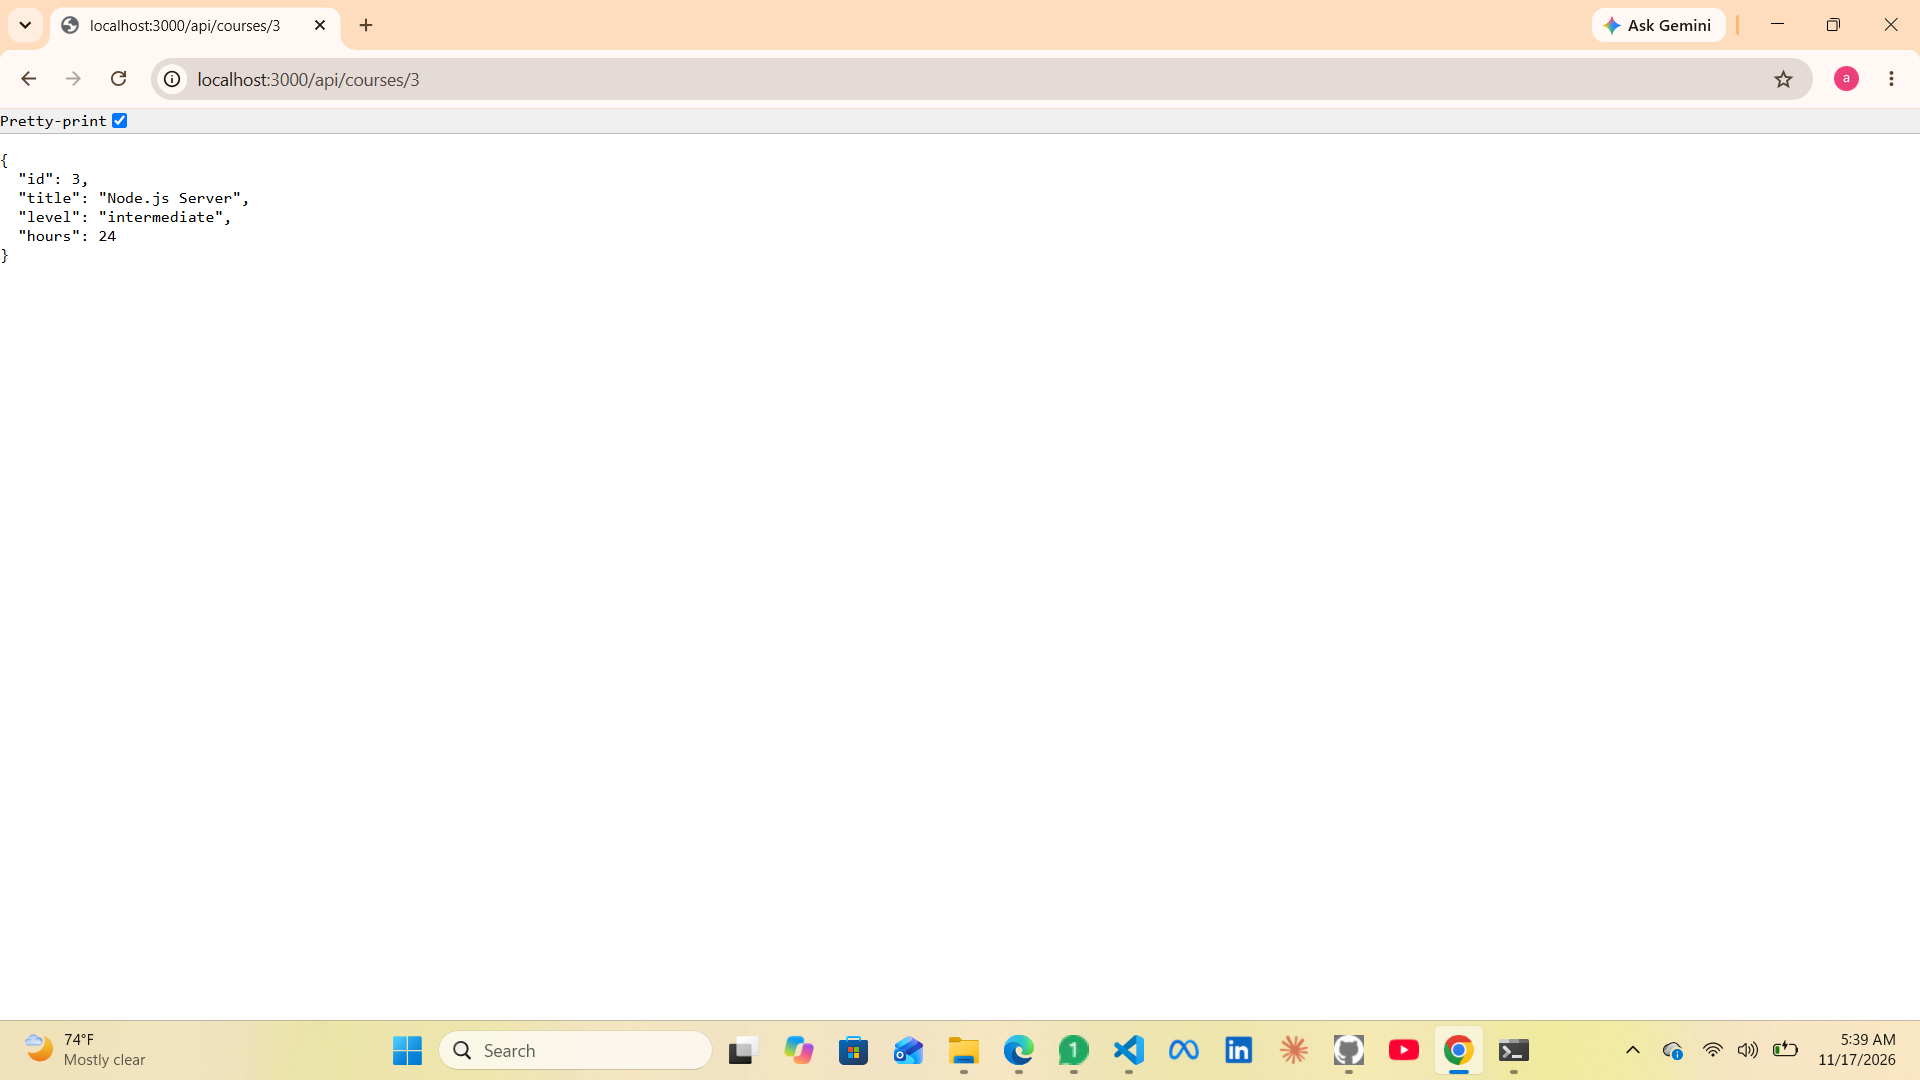 localhost:3000/api/courses/3
Ask Gemini
localhost:3000/api/courses/3
a
Pretty-print
{
"id": 3,
"title": "Node.js Server",
"level": "intermediate",
"hours": 24
}
74°F
Mostly clear
Search
1
5:39 AM
11/17/2026